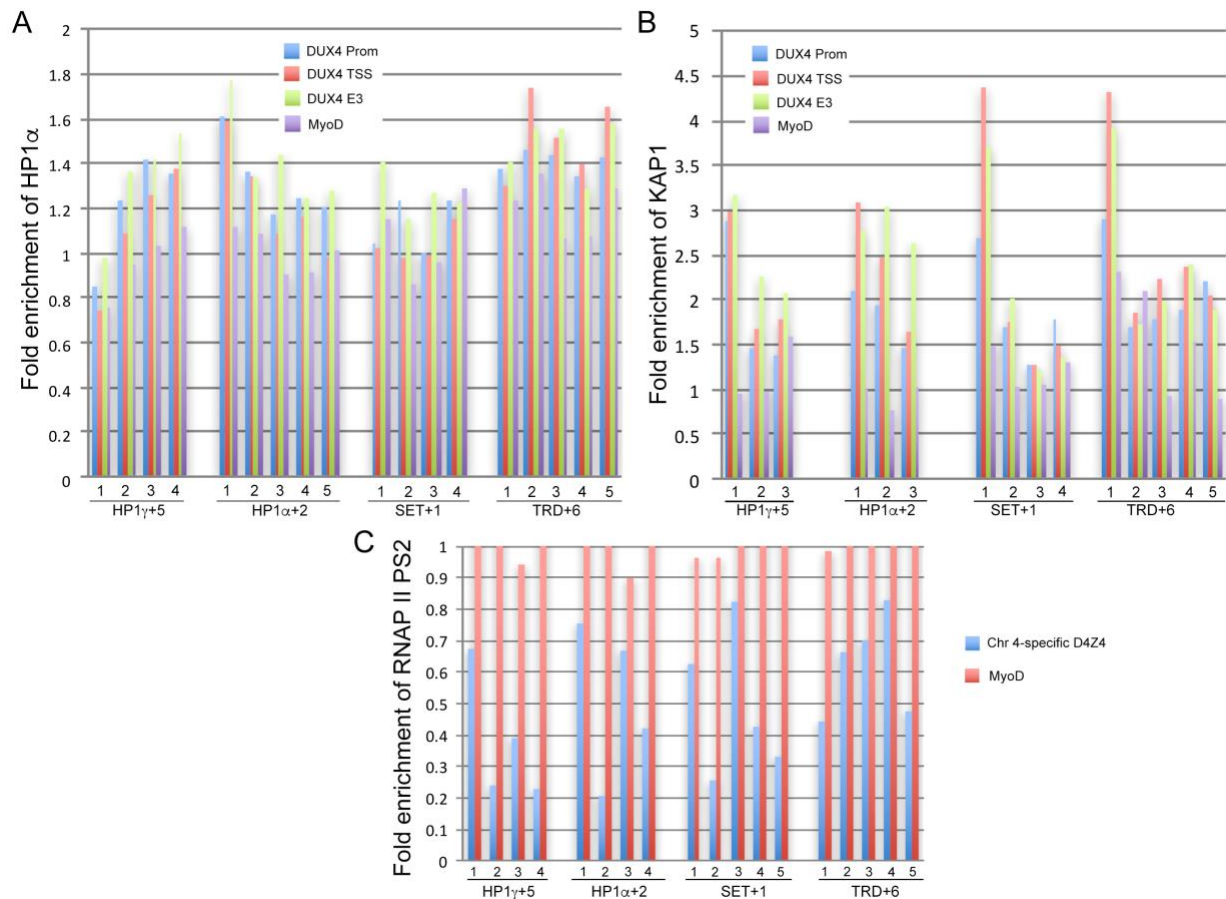 A
Fold enrichment of HP1α
2
1.8
1.6
1.4
1.2
1
0.8
0.6
0.4
0.2
0
DUX4 Prom
DUX4 TSS
DUX4 E3
MyoD
1 2 3 4 1 2 3 4 5 1 2 3 4 1 2 3 4 5
HP1γ+5 HP1α+2 SET+1 TRD+6
B
Fold enrichment of KAP1
5
4.5
4
3.5
3
2.5
2
1.5
1
0.5
0
DUX4 Prom
DUX4 TSS
DUX4 E3
MyoD
1 2 3 1 2 3 1 2 3 4 1 2 3 4 5
HP1γ+5 HP1α+2 SET+1 TRD+6
C
Fold enrichment of RNAP II PS2
1
0.9
0.8
0.7
0.6
0.5
0.4
0.3
0.2
0.1
0
1 2 3 4 1 2 3 4 1 2 3 4 5 1 2 3 4 5
HP1γ+5 HP1α+2 SET+1 TRD+6
Chr 4-specific D4Z4
MyoD